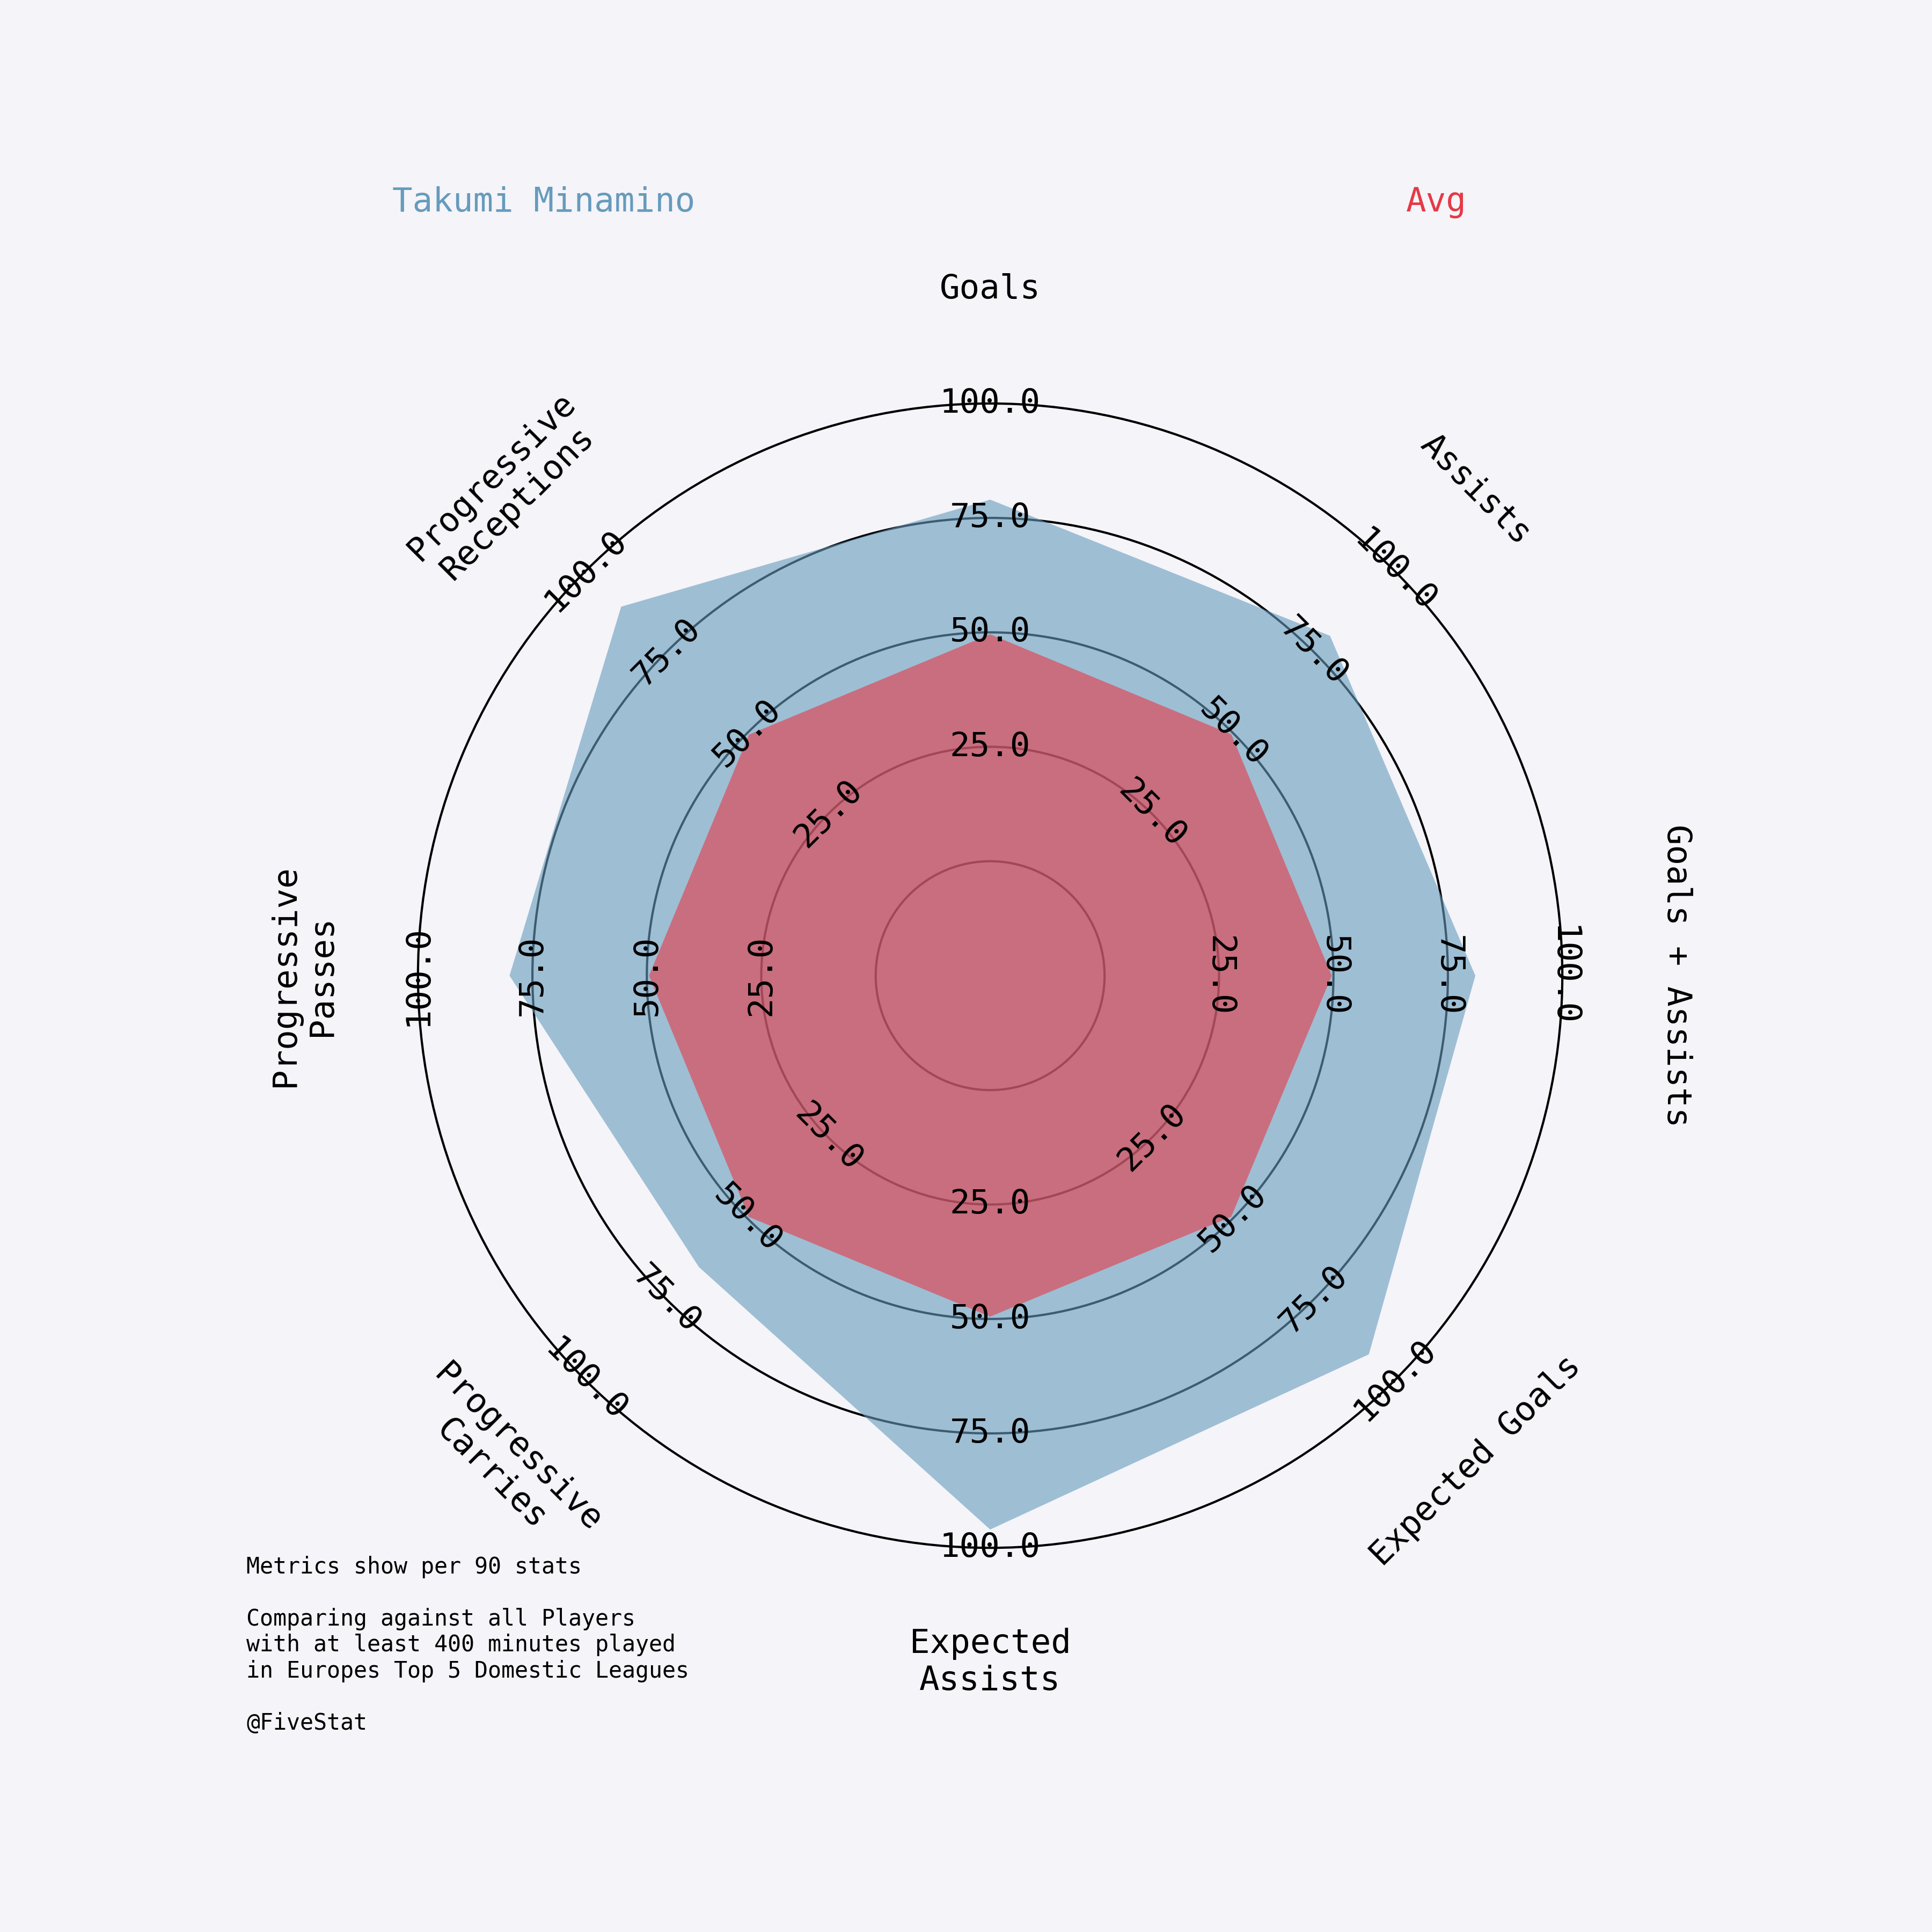 Takumi Minamino
Avg
Goals
Assists
Goals + Assists
Expected Goals
Expected
Assists
Progressive
Carries
Progressive
Passes
Progressive
Receptions
25.0
50.0
75.0
100.0
25.0
50.0
75.0
100.0
25.0
50.0
75.0
100.0
25.0
50.0
75.0
100.0
25.0
50.0
75.0
100.0
25.0
50.0
75.0
100.0
25.0
50.0
75.0
100.0
25.0
50.0
75.0
100.0
Metrics show per 90 stats
Comparing against all Players
with at least 400 minutes played
in Europes Top 5 Domestic Leagues
@FiveStat